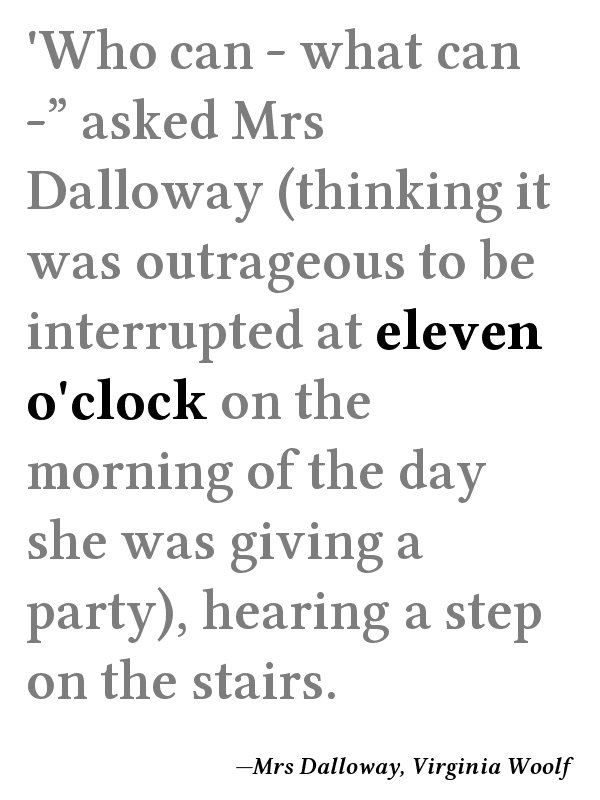 'Who can - what can
-” asked Mrs
Dalloway (thinking it
was outrageous to be
interrupted at eleven
o'clock on the
morning of the day
she was giving a
party), hearing a step
on the stairs.
—Mrs Dalloway, Virginia Woolf